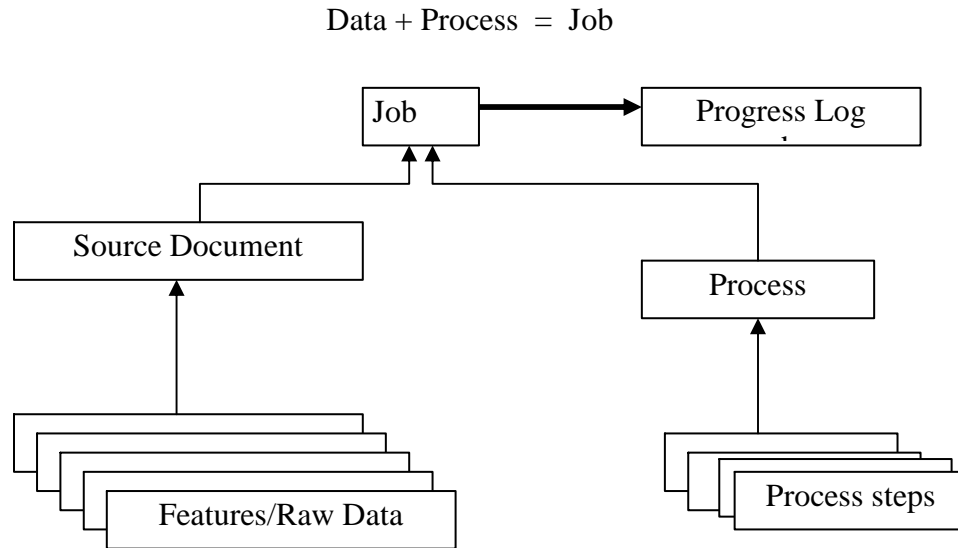 Data + Process = Job
Job
Progress Log
Source Document
Process
Features/Raw Data
Process steps